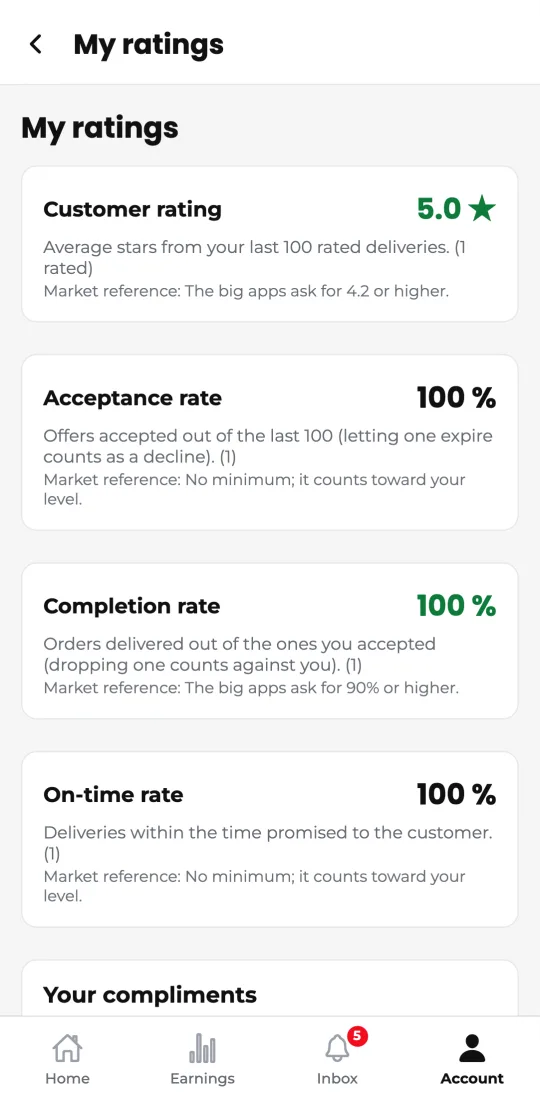 My ratings
My ratings
Customer rating
5.0 ★
Average stars from your last 100 rated deliveries. (1
rated)
Market reference: The big apps ask for 4.2 or higher.
Acceptance rate
100 %
Offers accepted out of the last 100 (letting one expire
counts as a decline). (1)
Market reference: No minimum; it counts toward your
level.
Completion rate
100 %
Orders delivered out of the ones you accepted
(dropping one counts against you). (1)
Market reference: The big apps ask for 90% or higher.
On-time rate
100 %
Deliveries within the time promised to the customer.
(1)
Market reference: No minimum; it counts toward your
level.
Your compliments
5
Home
Earnings
Inbox
Account